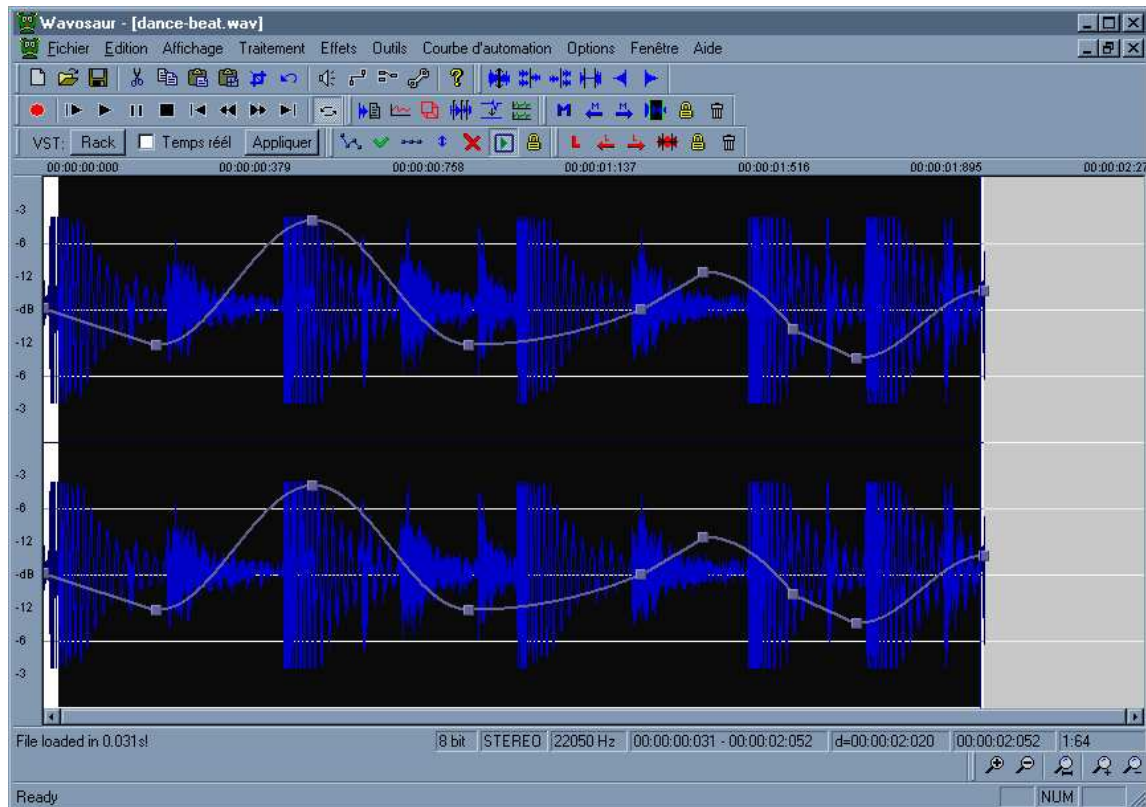 Wavosaur - [dance-beat.wav]
Fichier Edition Affichage Traitement Effets Outils Courbe d'automation Options Fenêtre Aide
M M M
VST: Rack Temps réél Appliquer L
00:00:00:000 00:00:00:379 00:00:00:758 00:00:01:137 00:00:01:516 00:00:01:895 00:00:02:27
-3
-6
-12
-dB
-12
-6
-3
-3
-6
-12
-dB
-12
-6
-3
File loaded in 0.031s! 8 bit STEREO 22050 Hz 00:00:00:031 - 00:00:02:052 d=00:00:02:020 00:00:02:052 1:64
Ready NUM